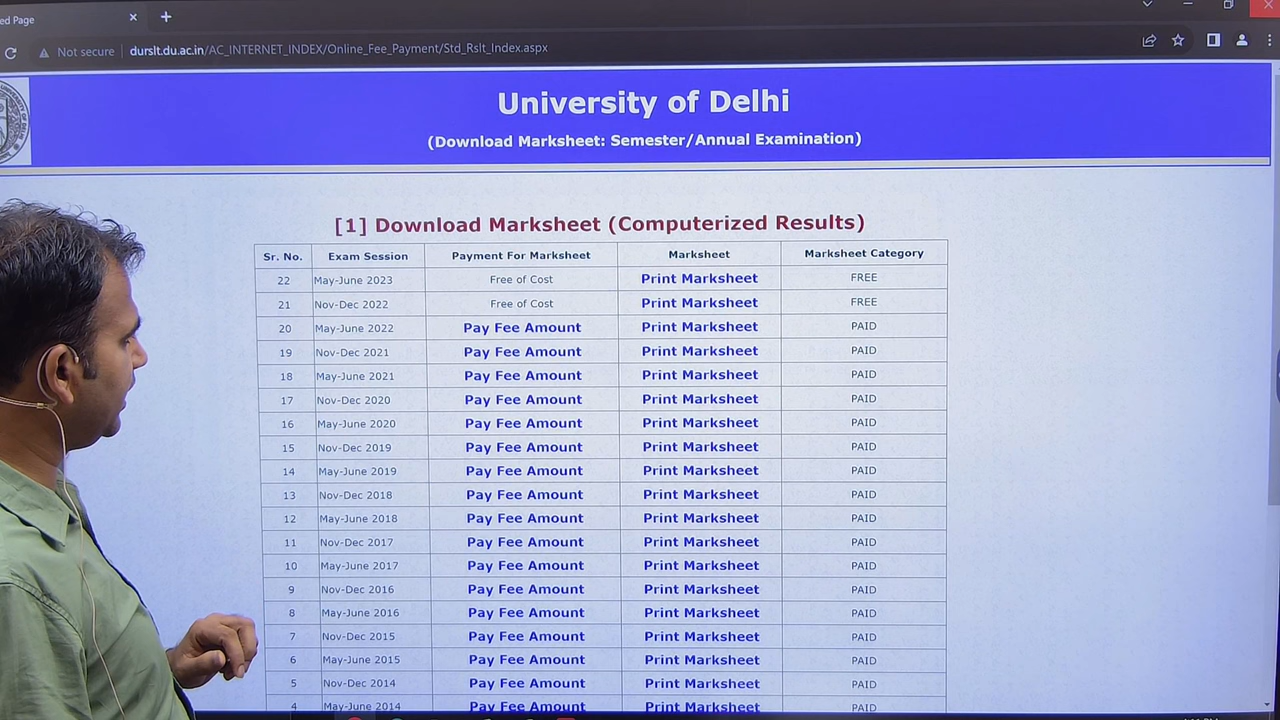 ed Page
Not secure durslt.du.ac.in/AC_INTERNET_INDEX/Online_Fee_Payment/Std_Rslt_Index.aspx
University of Delhi
(Download Marksheet: Semester/Annual Examination)
[1] Download Marksheet (Computerized Results)
Sr. No. Exam Session Payment For Marksheet Marksheet Marksheet Category
22 May-June 2023 Free of Cost Print Marksheet FREE
21 Nov-Dec 2022 Free of Cost Print Marksheet FREE
20 May-June 2022 Pay Fee Amount Print Marksheet PAID
19 Nov-Dec 2021 Pay Fee Amount Print Marksheet PAID
18 May-June 2021 Pay Fee Amount Print Marksheet PAID
17 Nov-Dec 2020 Pay Fee Amount Print Marksheet PAID
16 May-June 2020 Pay Fee Amount Print Marksheet PAID
15 Nov-Dec 2019 Pay Fee Amount Print Marksheet PAID
14 May-June 2019 Pay Fee Amount Print Marksheet PAID
13 Nov-Dec 2018 Pay Fee Amount Print Marksheet PAID
12 May-June 2018 Pay Fee Amount Print Marksheet PAID
11 Nov-Dec 2017 Pay Fee Amount Print Marksheet PAID
10 May-June 2017 Pay Fee Amount Print Marksheet PAID
9 Nov-Dec 2016 Pay Fee Amount Print Marksheet PAID
8 May-June 2016 Pay Fee Amount Print Marksheet PAID
7 Nov-Dec 2015 Pay Fee Amount Print Marksheet PAID
6 May-June 2015 Pay Fee Amount Print Marksheet PAID
5 Nov-Dec 2014 Pay Fee Amount Print Marksheet PAID
4 May-June 2014 Pay Fee Amount Print Marksheet PAID